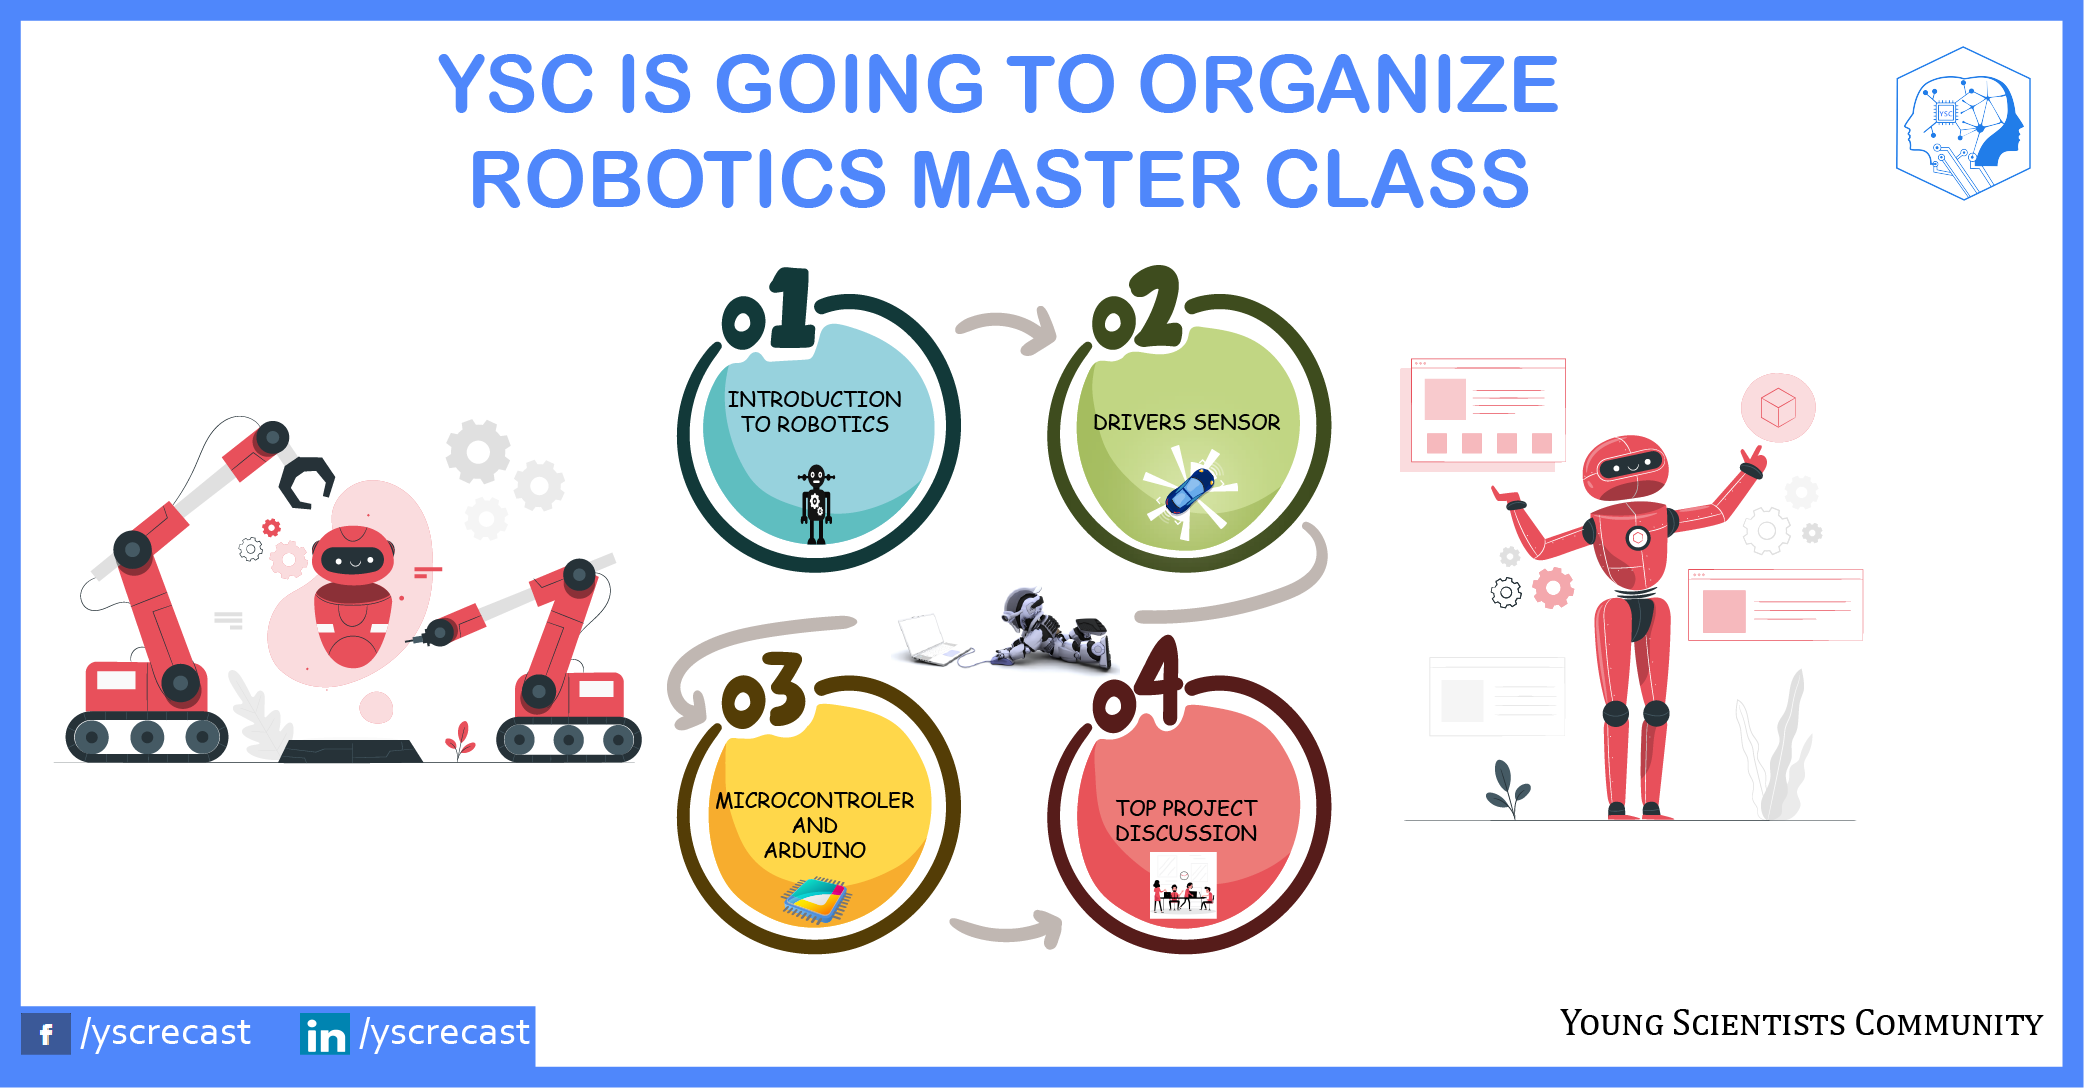 YSC IS GOING TO ORGANIZE
ROBOTICS MASTER CLASS
YSC
01
INTRODUCTION
TO ROBOTICS
02
DRIVERS SENSOR
03
MICROCONTROLER
AND
ARDUINO
04
TOP PROJECT
DISCUSSION
f /yscrecast
in /yscrecast
YOUNG SCIENTISTS COMMUNITY